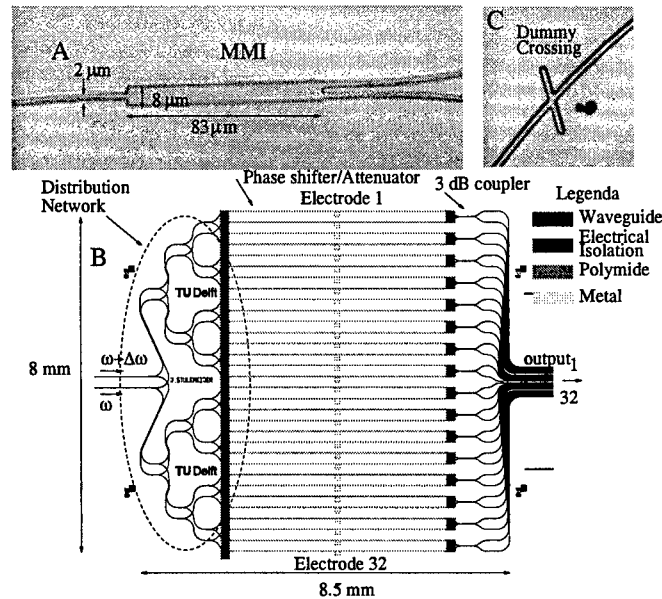 A
MMI
2 µm
8 µm
83 µm
C
Dummy
Crossing
Distribution
Network
Phase shifter/Attenuator
Electrode 1
3 dB coupler
Legenda
Waveguide
Electrical
Isolation
Polymide
Metal
B
TU Delft
8 mm
ω+Δω
ω
TU Delft
output 1
32
Electrode 32
8.5 mm